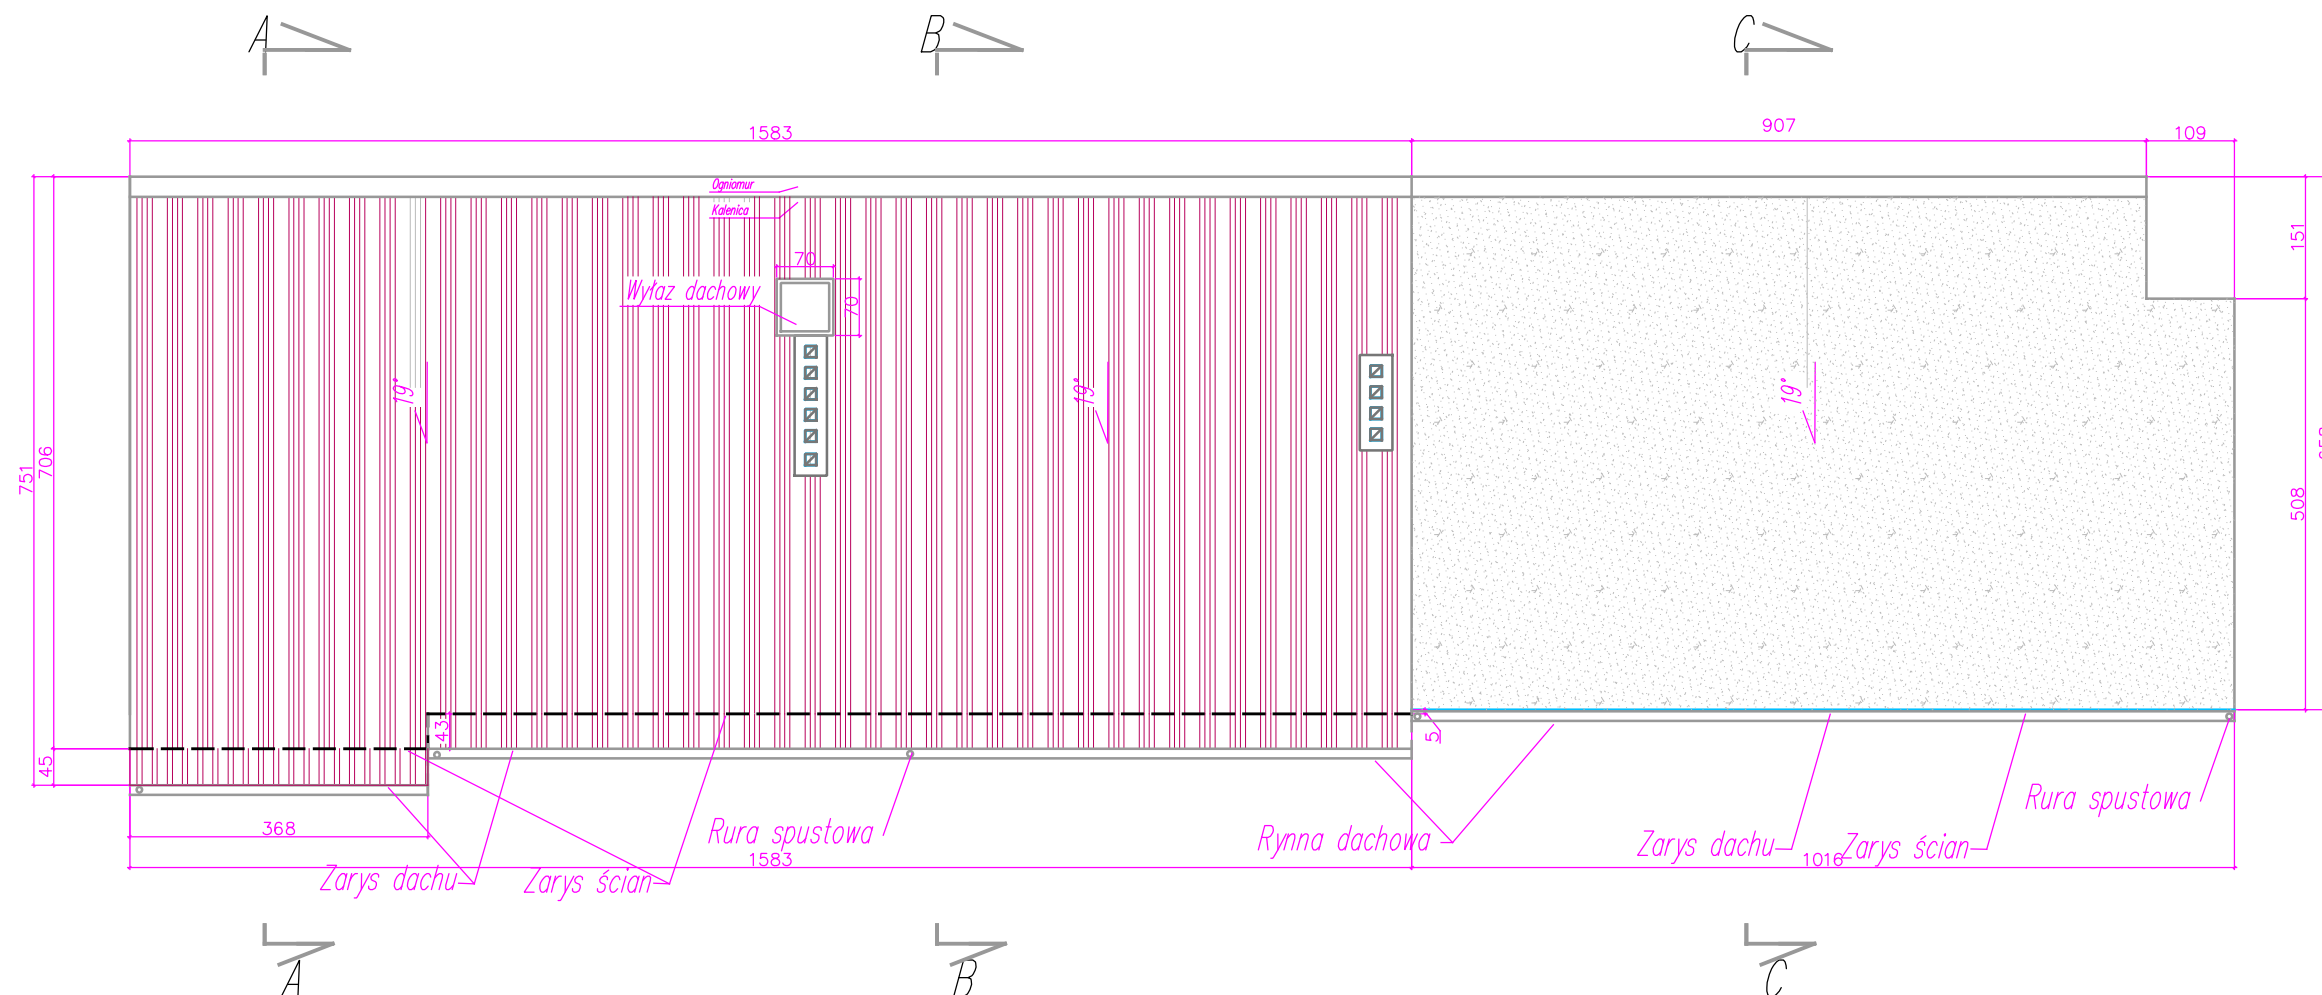 A
B
C
1583
907
109
Ogniomur
Kalenica
70
Wyłaz dachowy
70
151
19°
19°
19°
751
706
508
43
5
45
368
Rura spustowa
Rynna dachowa
Zarys dachu
Zarys ścian
Rura spustowa
1583
1016
Zarys dachu
Zarys ścian
A
B
C